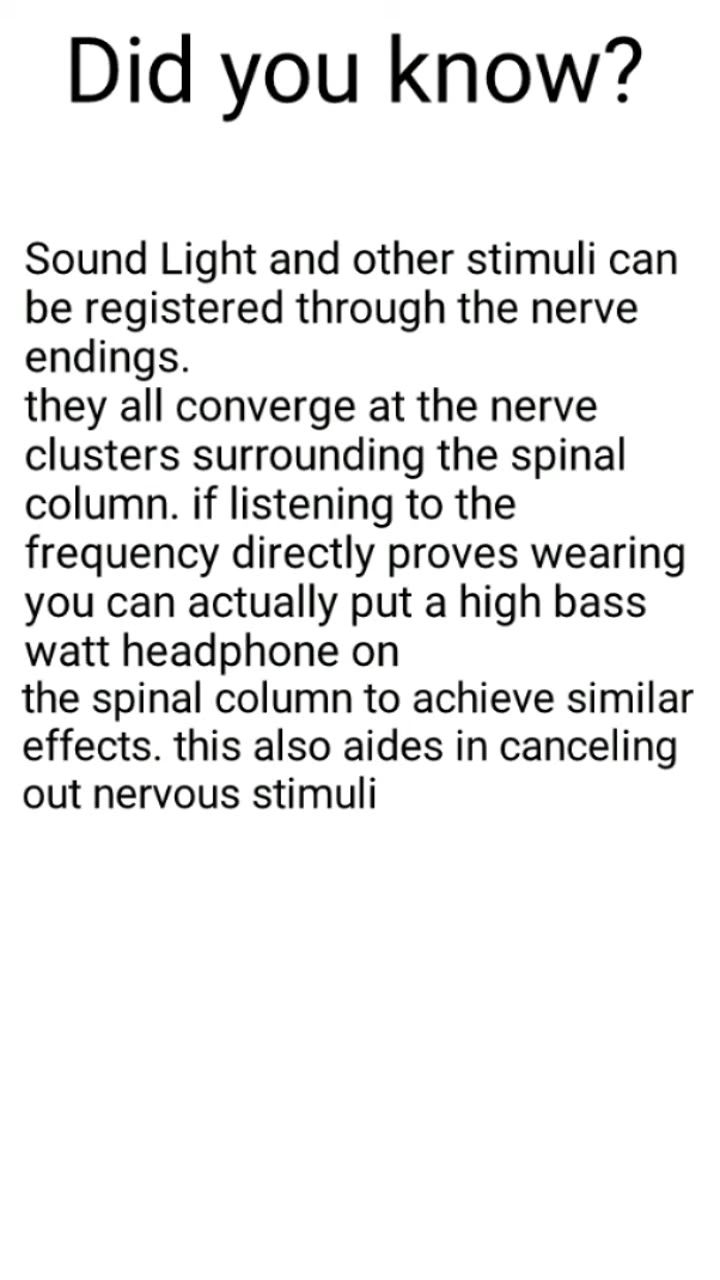 Did you know?
Sound Light and other stimuli can
be registered through the nerve
endings.
they all converge at the nerve
clusters surrounding the spinal
column. if listening to the
frequency directly proves wearing
you can actually put a high bass
watt headphone on
the spinal column to achieve similar
effects. this also aides in canceling
out nervous stimuli